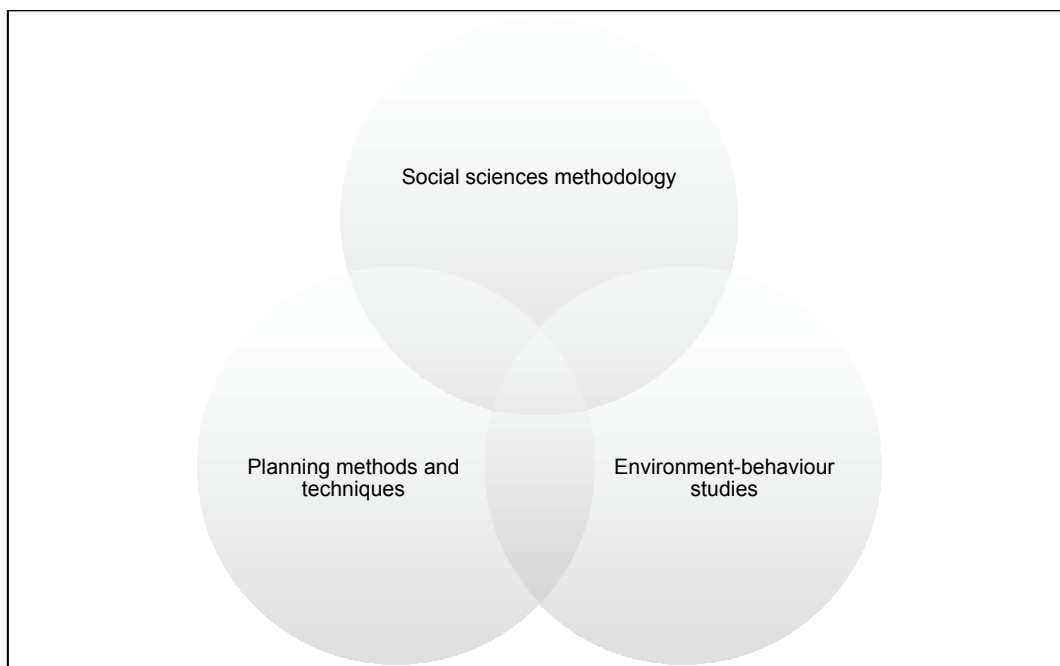 Social sciences methodology
Planning methods and
techniques
Environment-behaviour
studies